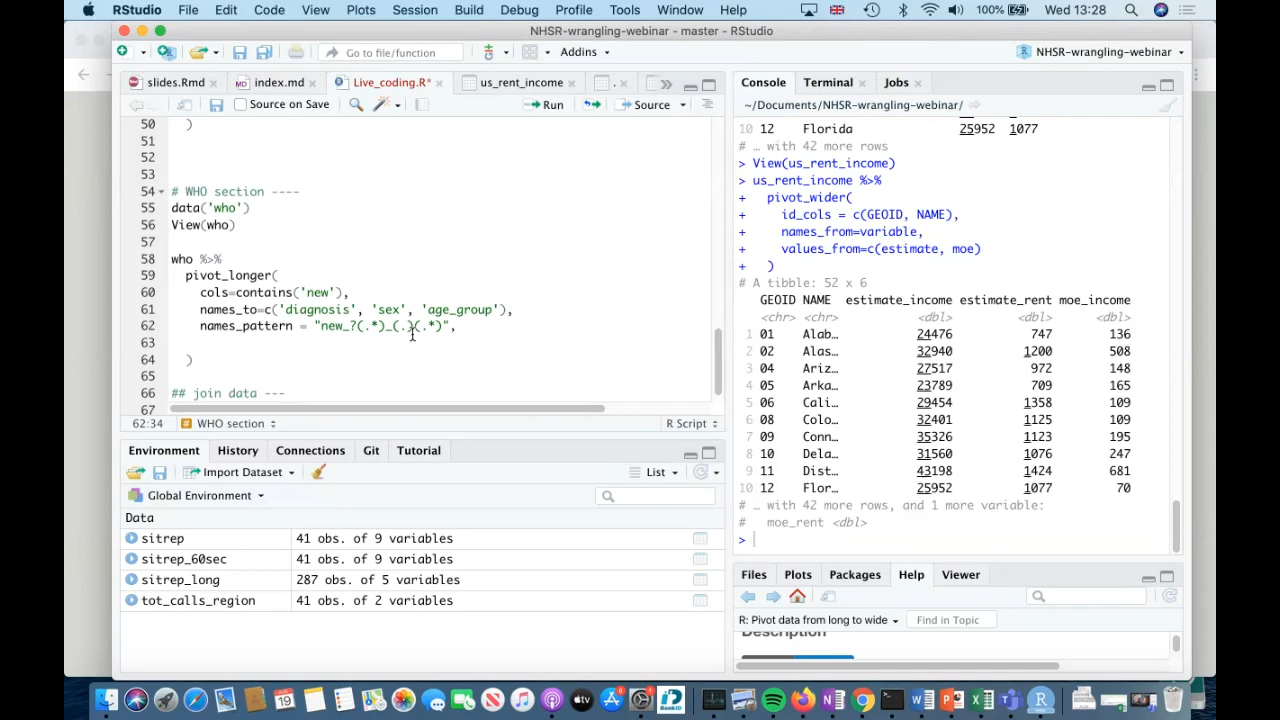 RStudio File Edit Code View Plots Session Build Debug Profile Tools Window Help 100% Wed 13:28
NHSR-wrangling-webinar - master - RStudio
Go to file/function Addins NHSR-wrangling-webinar
slides.Rmd index.md Live_coding.R* us_rent_income
Source on Save Run Source
50 )
51
52
53
54 # WHO section ----
55 data('who')
56 View(who)
57
58 who %>%
59 pivot_longer(
60 cols=contains('new'),
61 names_to=c('diagnosis', 'sex', 'age_group'),
62 names_pattern = "new_?(.*)_(.)(.*)",
63
64 )
65
66 ## join data ---
67
62:34 WHO section R Script
Environment History Connections Git Tutorial
Import Dataset List
Global Environment
Data
sitrep 41 obs. of 9 variables
sitrep_60sec 41 obs. of 9 variables
sitrep_long 287 obs. of 5 variables
tot_calls_region 41 obs. of 2 variables
Console Terminal Jobs
~/Documents/NHSR-wrangling-webinar/
10 12 Florida 25952 1077
# … with 42 more rows
> View(us_rent_income)
> us_rent_income %>%
+ pivot_wider(
+ id_cols = c(GEOID, NAME),
+ names_from=variable,
+ values_from=c(estimate, moe)
+ )
# A tibble: 52 x 6
GEOID NAME estimate_income estimate_rent moe_income
<chr> <chr> <dbl> <dbl> <dbl>
1 01 Alab… 24476 747 136
2 02 Alas… 32940 1200 508
3 04 Ariz… 27517 972 148
4 05 Arka… 23789 709 165
5 06 Cali… 29454 1358 109
6 08 Colo… 32401 1125 109
7 09 Conn… 35326 1123 195
8 10 Dela… 31560 1076 247
9 11 Dist… 43198 1424 681
10 12 Flor… 25952 1077 70
# … with 42 more rows, and 1 more variable:
# moe_rent <dbl>
>
Files Plots Packages Help Viewer
R: Pivot data from long to wide Find in Topic
Description